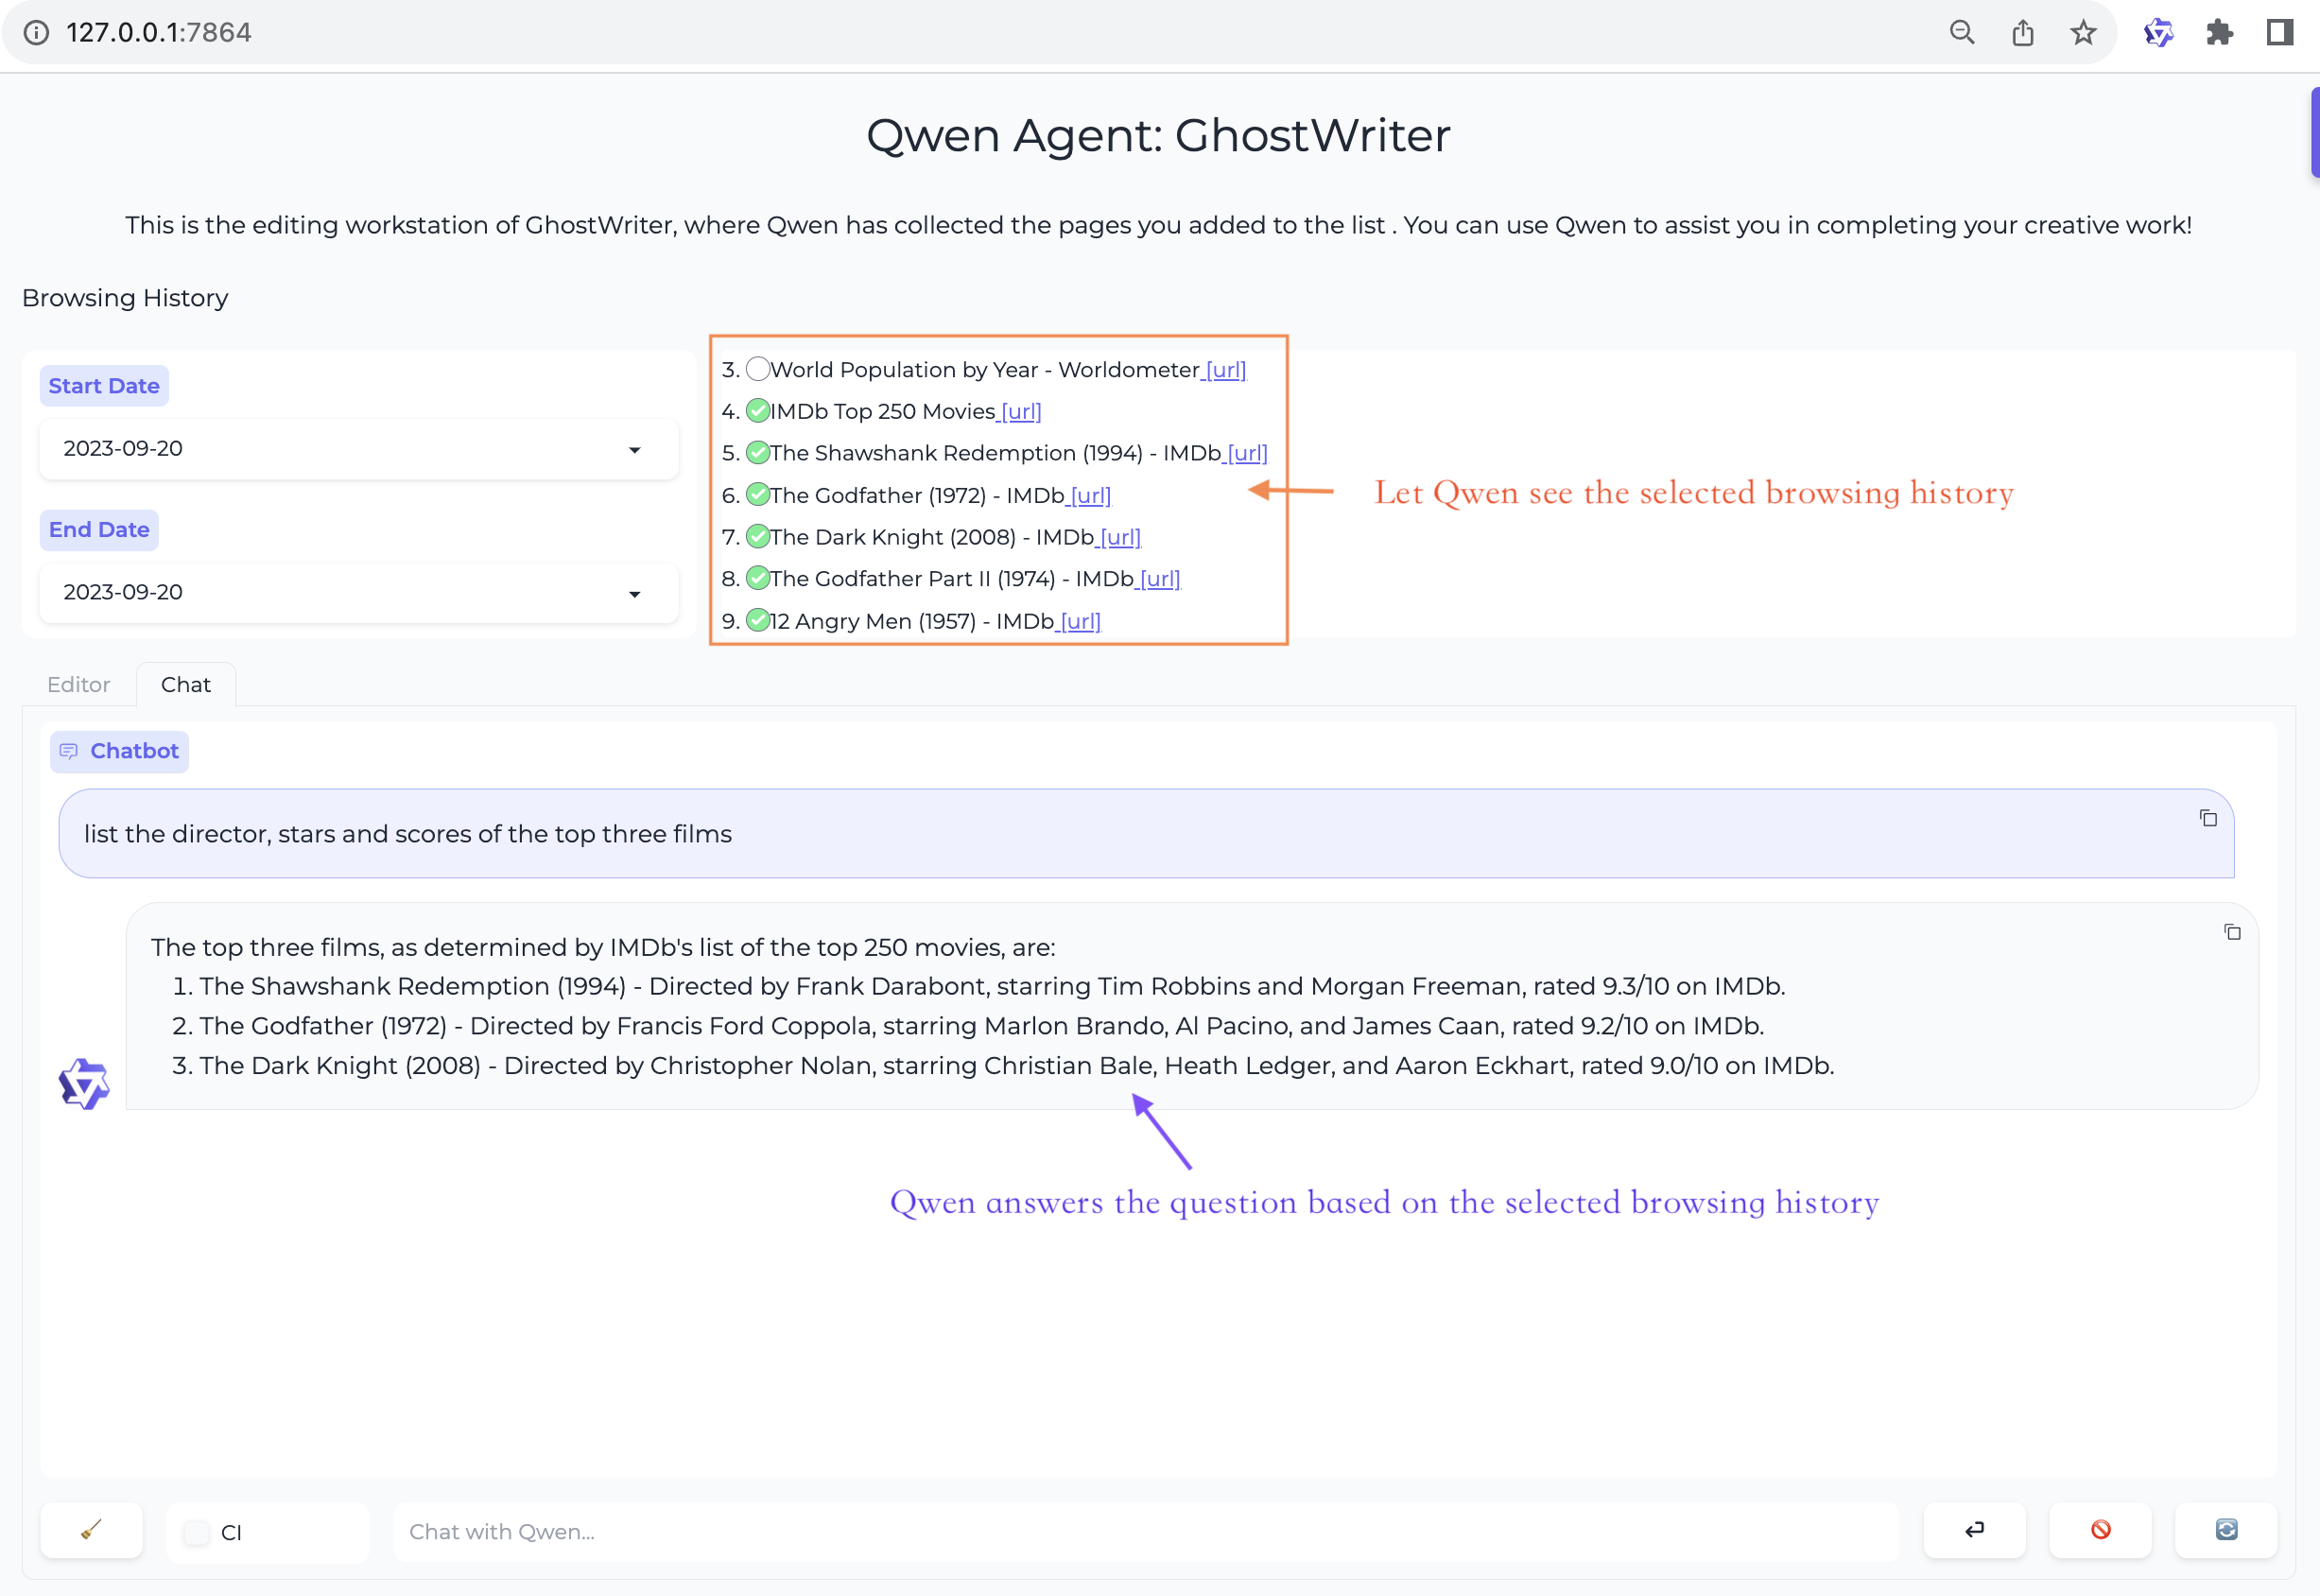 127.0.0.1:7864
Qwen Agent: GhostWriter
This is the editing workstation of GhostWriter, where Qwen has collected the pages you added to the list . You can use Qwen to assist you in completing your creative work!
Browsing History
Start Date
2023-09-20
End Date
2023-09-20
3. World Population by Year - Worldometer [url]
4. IMDb Top 250 Movies [url]
5. The Shawshank Redemption (1994) - IMDb [url]
6. The Godfather (1972) - IMDb [url]
7. The Dark Knight (2008) - IMDb [url]
8. The Godfather Part II (1974) - IMDb [url]
9. 12 Angry Men (1957) - IMDb [url]
Let Qwen see the selected browsing history
Editor
Chat
Chatbot
list the director, stars and scores of the top three films
The top three films, as determined by IMDb's list of the top 250 movies, are:
1. The Shawshank Redemption (1994) - Directed by Frank Darabont, starring Tim Robbins and Morgan Freeman, rated 9.3/10 on IMDb.
2. The Godfather (1972) - Directed by Francis Ford Coppola, starring Marlon Brando, Al Pacino, and James Caan, rated 9.2/10 on IMDb.
3. The Dark Knight (2008) - Directed by Christopher Nolan, starring Christian Bale, Heath Ledger, and Aaron Eckhart, rated 9.0/10 on IMDb.
Qwen answers the question based on the selected browsing history
CI
Chat with Qwen...